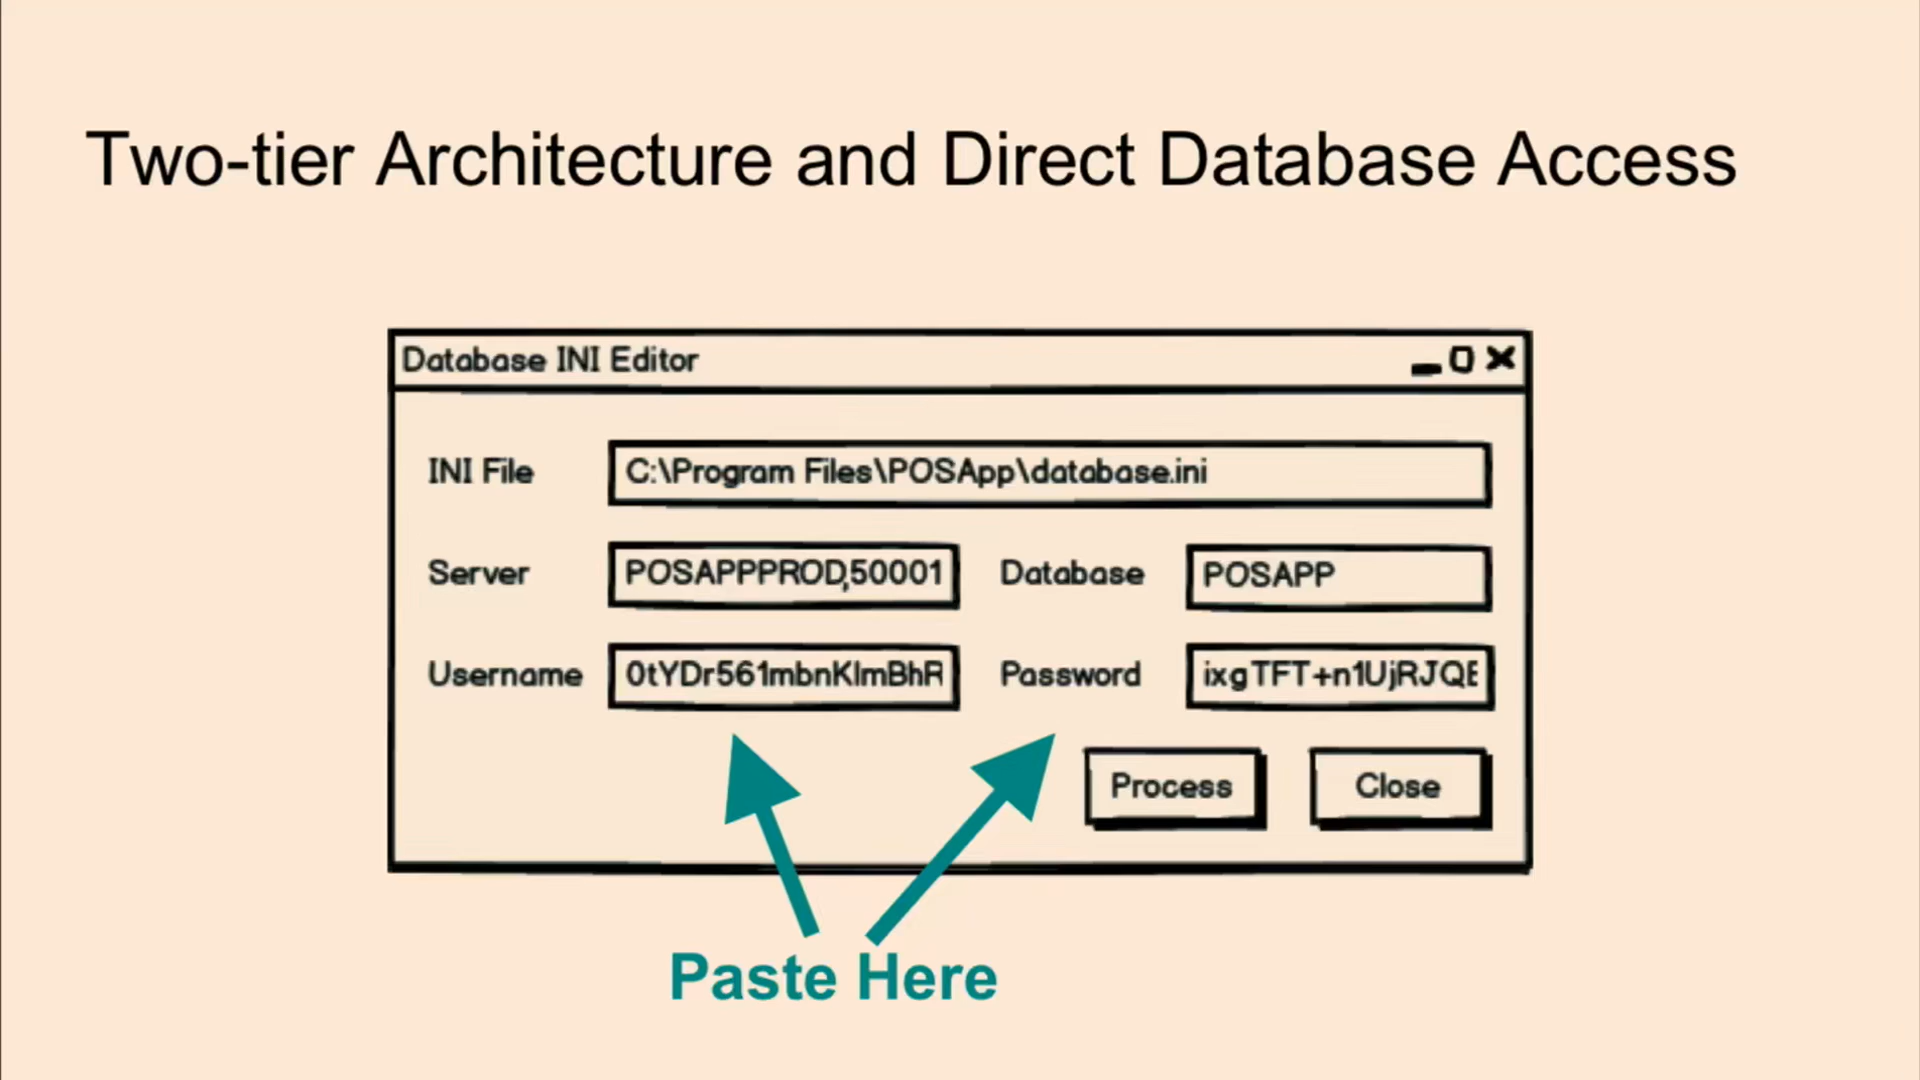 Two-tier Architecture and Direct Database Access
Database INI Editor
INI File C:\Program Files\POSApp\database.ini
Server POSAPPPROD,50001 Database POSAPP
Username 0tYDr561mbnKlmBhR Password ixgTFT+n1UjRJQE
Process Close
Paste Here